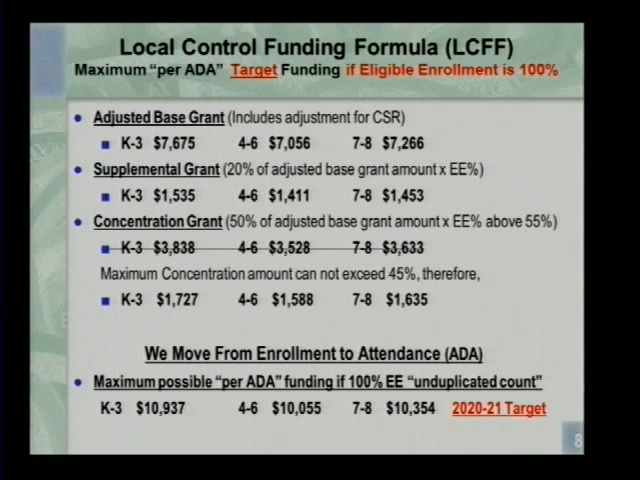 Local Control Funding Formula (LCFF)
Maximum “per ADA” Target Funding if Eligible Enrollment is 100%
Adjusted Base Grant (Includes adjustment for CSR)
K-3 $7,675 4-6 $7,056 7-8 $7,266
Supplemental Grant (20% of adjusted base grant amount x EE%)
K-3 $1,535 4-6 $1,411 7-8 $1,453
Concentration Grant (50% of adjusted base grant amount x EE% above 55%)
K-3 $3,838 4-6 $3,528 7-8 $3,633
Maximum Concentration amount can not exceed 45%, therefore,
K-3 $1,727 4-6 $1,588 7-8 $1,635
We Move From Enrollment to Attendance (ADA)
Maximum possible “per ADA” funding if 100% EE “unduplicated count”
K-3 $10,937 4-6 $10,055 7-8 $10,354 2020-21 Target
8